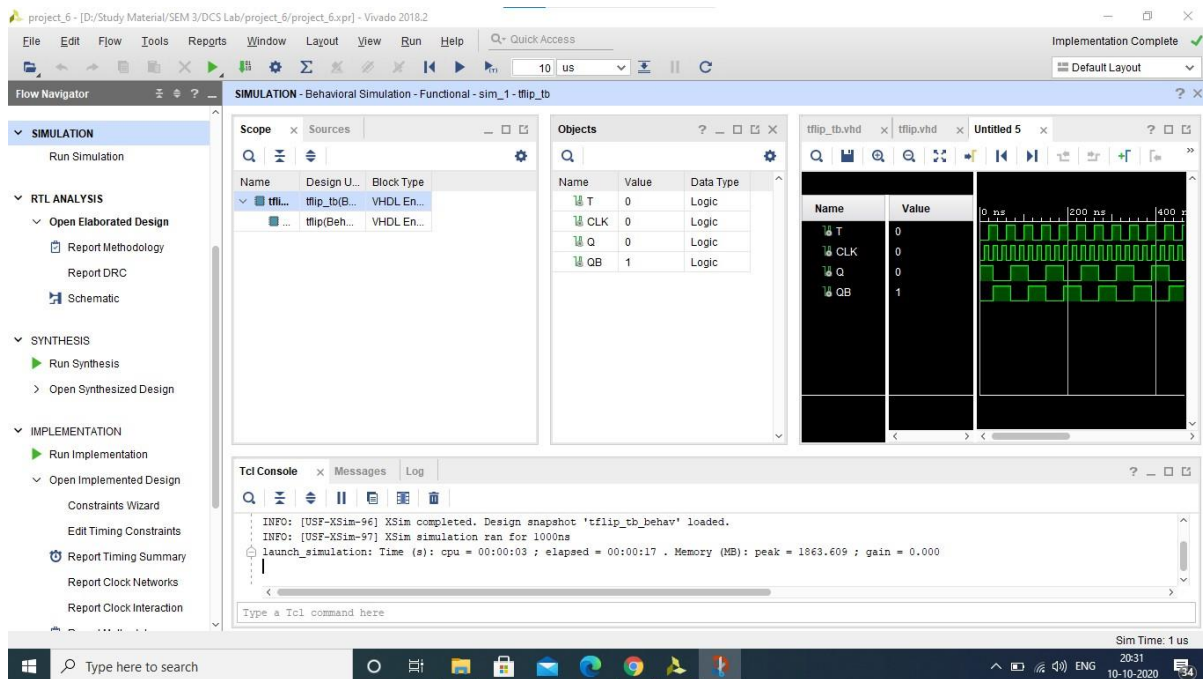 project_6 - [D:/Study Material/SEM 3/DCS Lab/project_6/project_6.xpr] - Vivado 2018.2
File Edit Flow Tools Reports Window Layout View Run Help Quick Access
Implementation Complete
10 us
Default Layout
Flow Navigator
SIMULATION
Run Simulation
RTL ANALYSIS
Open Elaborated Design
Report Methodology
Report DRC
Schematic
SYNTHESIS
Run Synthesis
Open Synthesized Design
IMPLEMENTATION
Run Implementation
Open Implemented Design
Constraints Wizard
Edit Timing Constraints
Report Timing Summary
Report Clock Networks
Report Clock Interaction
SIMULATION - Behavioral Simulation - Functional - sim_1 - tflip_tb
Scope Sources
Name Design U... Block Type
tfli... tflip_tb(B... VHDL En...
... tflip(Beh... VHDL En...
Objects
Name Value Data Type
T 0 Logic
CLK 0 Logic
Q 0 Logic
QB 1 Logic
tflip_tb.vhd tflip.vhd Untitled 5
Name Value
0 ns 200 ns 400
T 0
CLK 0
Q 0
QB 1
Tcl Console Messages Log
INFO: [USF-XSim-96] XSim completed. Design snapshot 'tflip_tb_behav' loaded.
INFO: [USF-XSim-97] XSim simulation ran for 1000ns
launch_simulation: Time (s): cpu = 00:00:03 ; elapsed = 00:00:17 . Memory (MB): peak = 1863.609 ; gain = 0.000
Type a Tcl command here
Sim Time: 1 us
Type here to search
ENG
20:31
10-10-2020
34